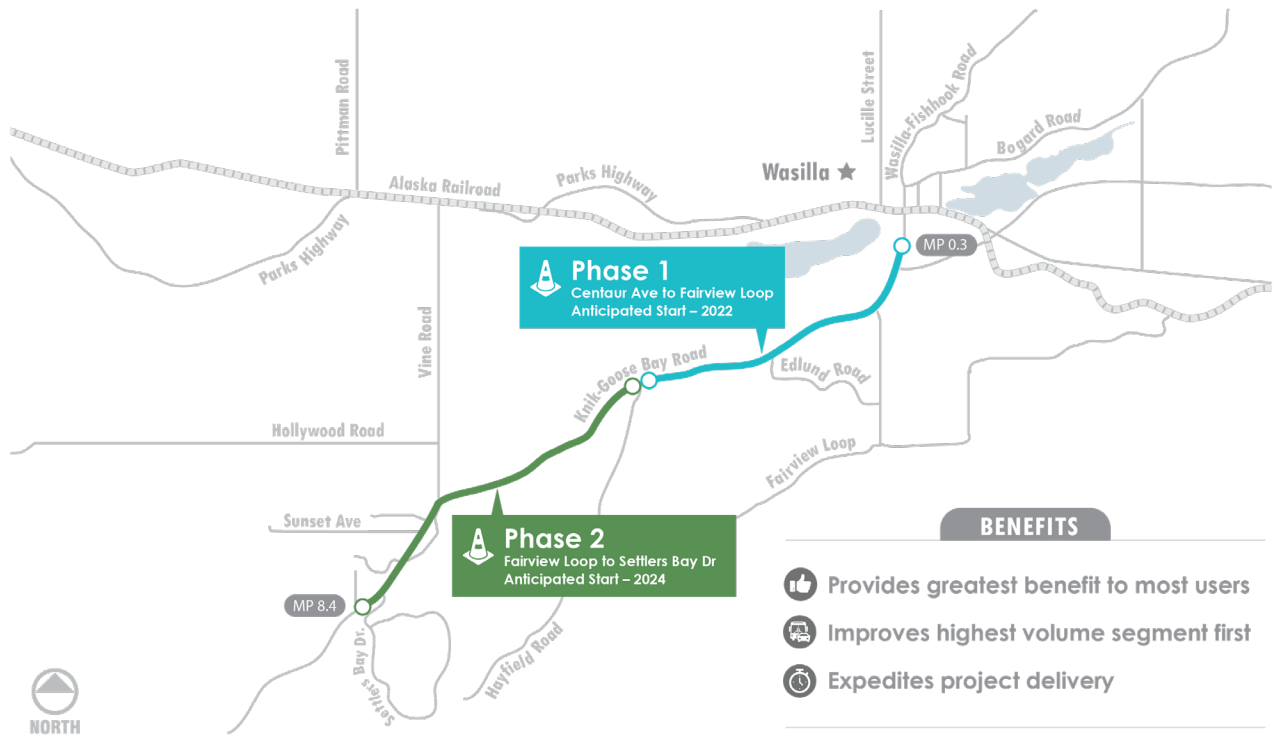 Pittman Road
Lucille Street
Wasilla-Fishhook Road
Bogard Road
Wasilla
Alaska Railroad
Parks Highway
Parks Highway
MP 0.3
Phase 1
Centaur Ave to Fairview Loop
Anticipated Start – 2022
Vine Road
Knik-Goose Bay Road
Edlund Road
Hollywood Road
Fairview Loop
Sunset Ave
Phase 2
Fairview Loop to Settlers Bay Dr
Anticipated Start – 2024
MP 8.4
Settlers Bay Dr.
Hayfield Road
NORTH
BENEFITS
Provides greatest benefit to most users
Improves highest volume segment first
Expedites project delivery